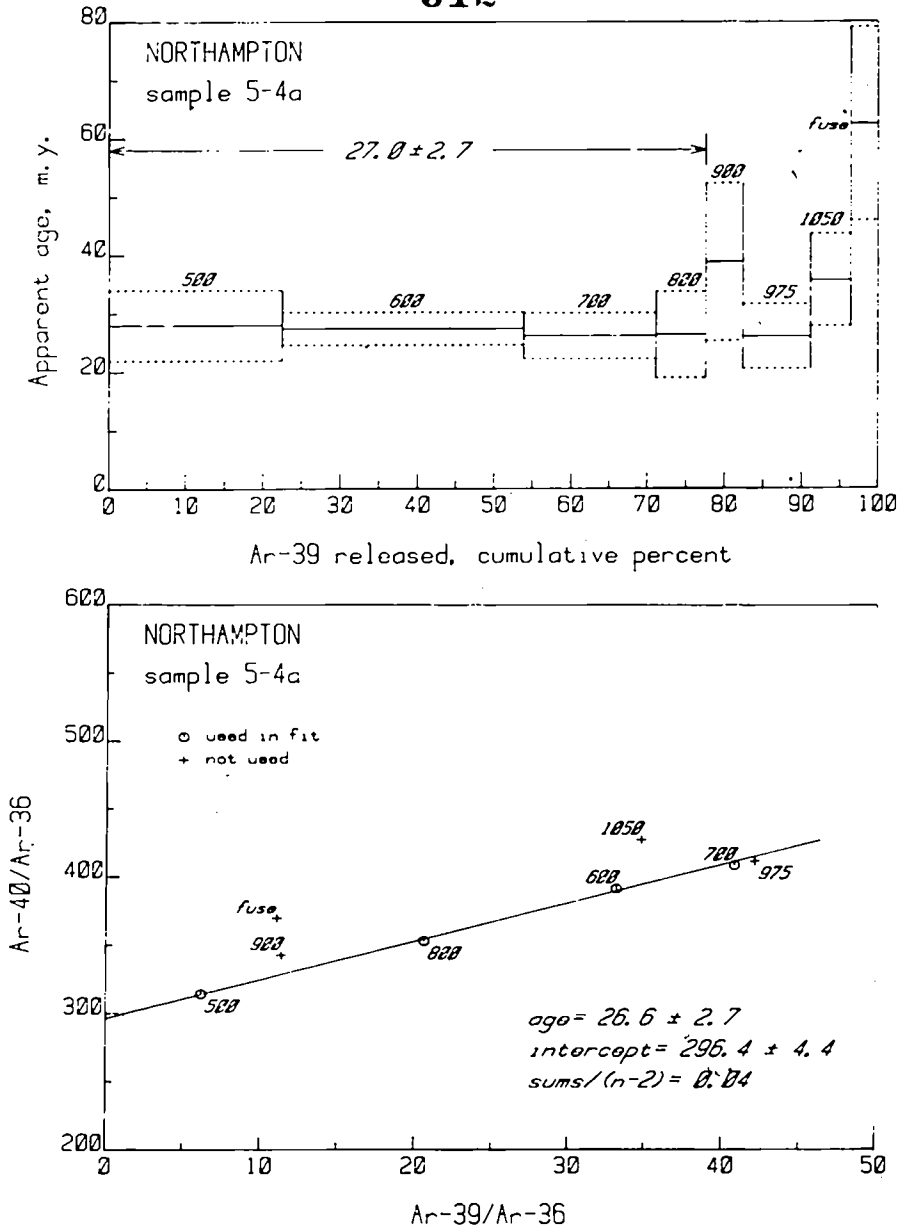 80
NORTHAMPTON
sample 5-4a
60
fuse
27.0 ± 2.7
900
1050
40
500
600
700
800
975
20
0
Apparent age, m.y.
0 10 20 30 40 50 60 70 80 90 100
Ar-39 released, cumulative percent
600
NORTHAMPTON
sample 5-4a
500
o used in fit
+ not used
1050
400
600
700
975
fuse
900
800
300
500
age= 26.6 ± 2.7
intercept= 296.4 ± 4.4
sums/(n-2)= 0.04
200
Ar-40/Ar-36
0 10 20 30 40 50
Ar-39/Ar-36